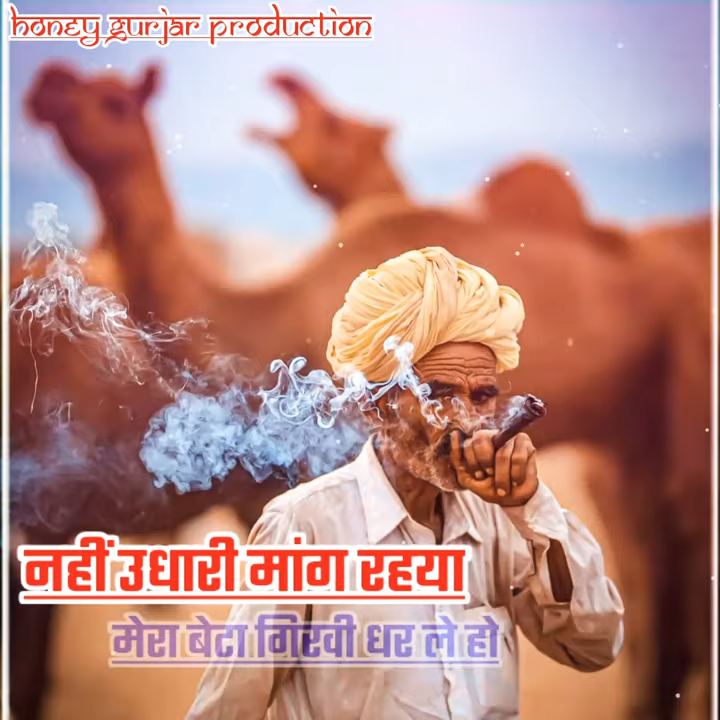 honey gurjar production
नहीं उधारी मांग रहया
मेरा बेटा गिरवी धर ले हो